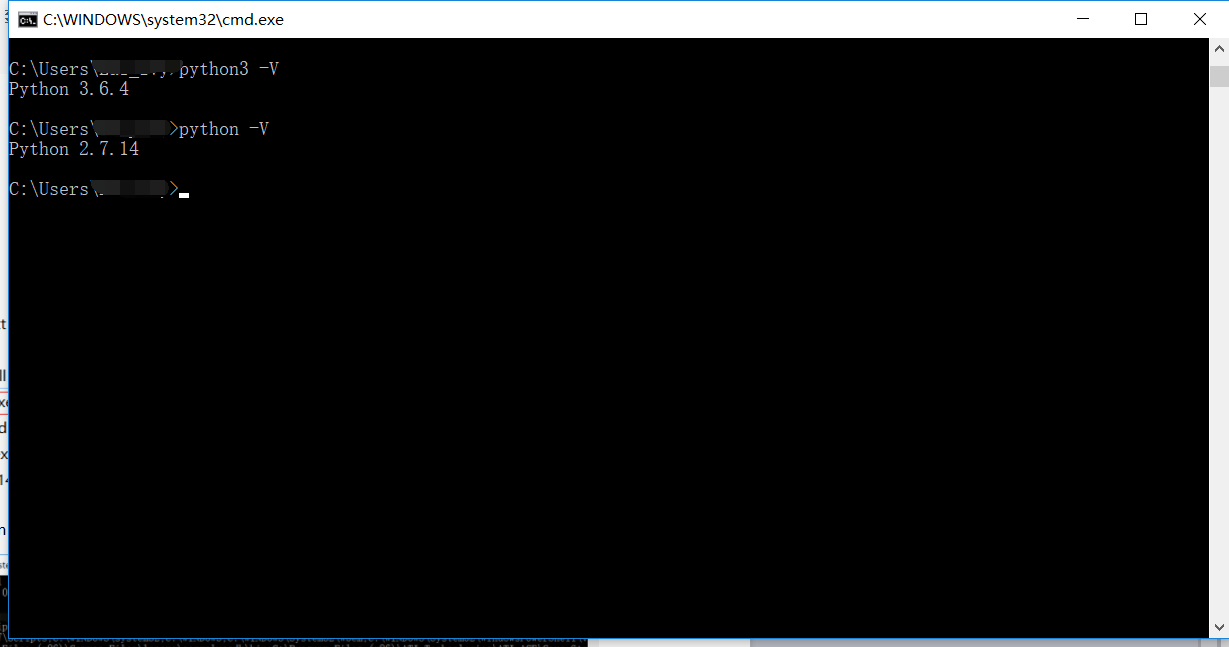 C:\WINDOWS\system32\cmd.exe
C:\Users\ python3 -V
Python 3.6.4
C:\Users\ >python -V
Python 2.7.14
C:\Users\ >